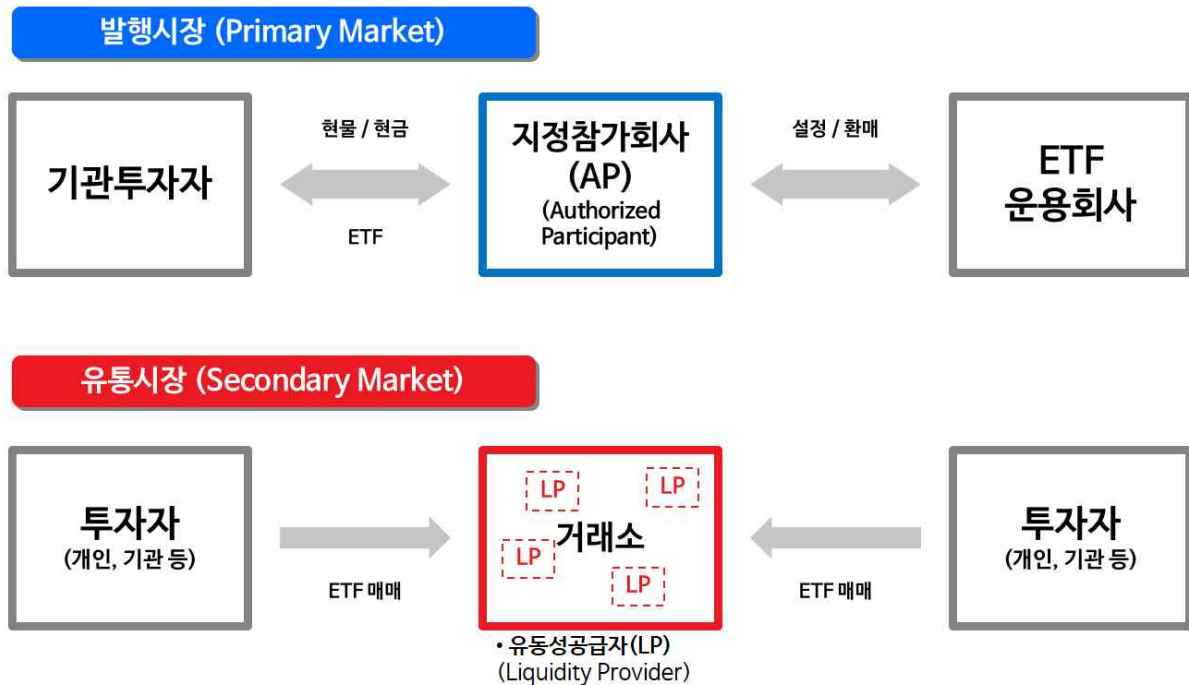 발행시장 (Primary Market)
기관투자자
현물 / 현금
ETF
지정참가회사
(AP)
(Authorized
Participant)
설정 / 환매
ETF
운용회사
유통시장 (Secondary Market)
투자자
(개인, 기관 등)
ETF 매매
LP
LP
거래소
LP
LP
• 유동성공급자(LP)
(Liquidity Provider)
ETF 매매
투자자
(개인, 기관 등)